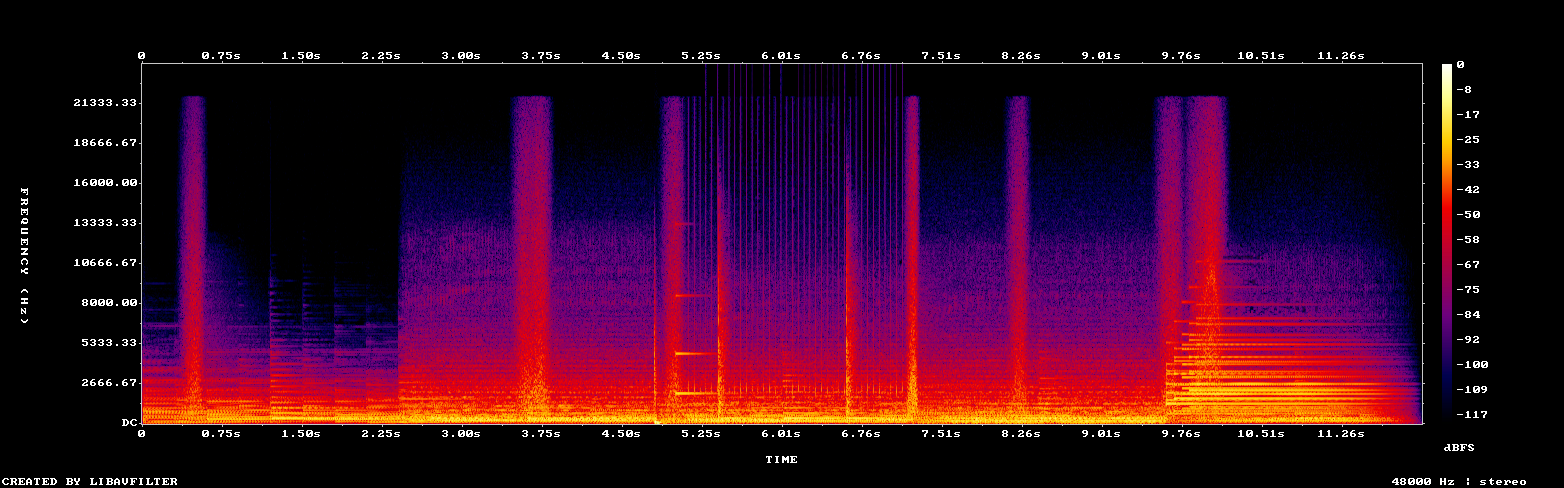 0 0.75s 1.50s 2.25s 3.00s 3.75s 4.50s 5.25s 6.01s 6.76s 7.51s 8.26s 9.01s 9.76s 10.51s 11.26s
21333.33
18666.67
16000.00
13333.33
10666.67
8000.00
5333.33
2666.67
DC
FREQUENCY (Hz)
0
-8
-17
-25
-33
-42
-50
-58
-67
-75
-84
-92
-100
-109
-117
dBFS
0 0.75s 1.50s 2.25s 3.00s 3.75s 4.50s 5.25s 6.01s 6.76s 7.51s 8.26s 9.01s 9.76s 10.51s 11.26s
TIME
CREATED BY LIBAVFILTER
48000 Hz | stereo